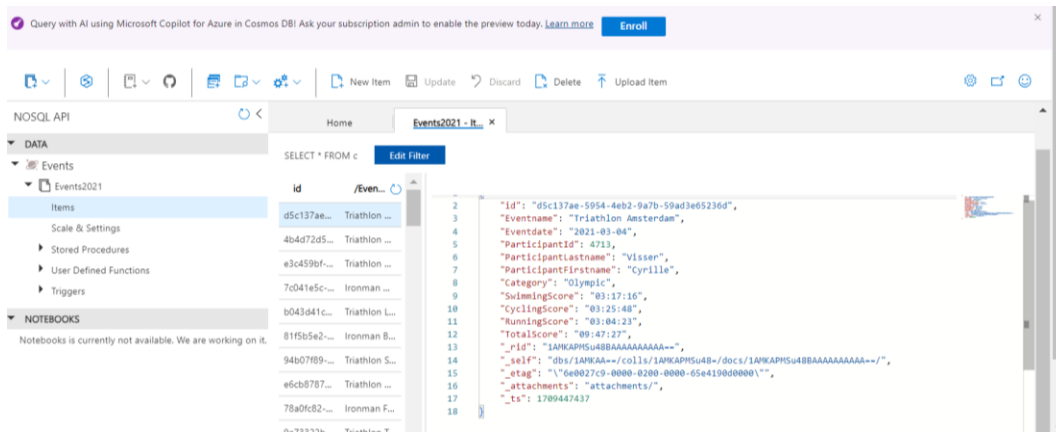 Query with AI using Microsoft Copilot for Azure in Cosmos DB! Ask your subscription admin to enable the preview today. Learn more Enroll
New Item Update Discard Delete Upload Item
NOSQL API
DATA
Events
Events2021
Items
Scale & Settings
Stored Procedures
User Defined Functions
Triggers
NOTEBOOKS
Notebooks is currently not available. We are working on it.
Home Events2021 - It...
SELECT * FROM c Edit Filter
id /Even...
d5c137ae... Triathlon ...
4b4d72d5... Triathlon ...
e3c459bf-... Triathlon ...
7c041e5c-... Ironman ...
b043d41c... Triathlon L...
81f5b5e2-... Ironman B...
94b07f89-... Triathlon S...
e6cb8787... Triathlon ...
78a0fc82-... Ironman F...
2 "id": "d5c137ae-5954-4eb2-9a7b-59ad3e65236d",
3 "Eventname": "Triathlon Amsterdam",
4 "Eventdate": "2021-03-04",
5 "ParticipantId": 4713,
6 "ParticipantLastname": "Visser",
7 "ParticipantFirstname": "Cyrille",
8 "Category": "Olympic",
9 "SwimmingScore": "03:17:16",
10 "CyclingScore": "03:25:48",
11 "RunningScore": "03:04:23",
12 "TotalScore": "09:47:27",
13 "_rid": "1AMKAPMSu48BAAAAAAAAAA==",
14 "_self": "dbs/1AMKAA==/colls/1AMKAPMSu48=/docs/1AMKAPMSu48BAAAAAAAAAA==/",
15 "_etag": "\"6e0027c9-0000-0200-0000-65e4190d0000\"",
16 "_attachments": "attachments/",
17 "_ts": 1709447437
18 }